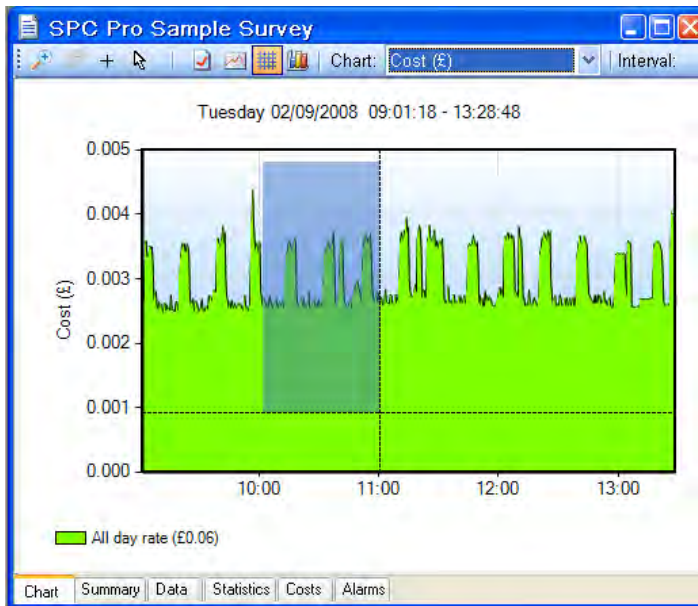 SPC Pro Sample Survey
Chart: Cost (£) Interval:
Tuesday 02/09/2008 09:01:18 - 13:28:48
0.005
0.004
0.003
0.002
0.001
0.000
Cost (£)
10:00 11:00 12:00 13:00
All day rate (£0.06)
Chart Summary Data Statistics Costs Alarms